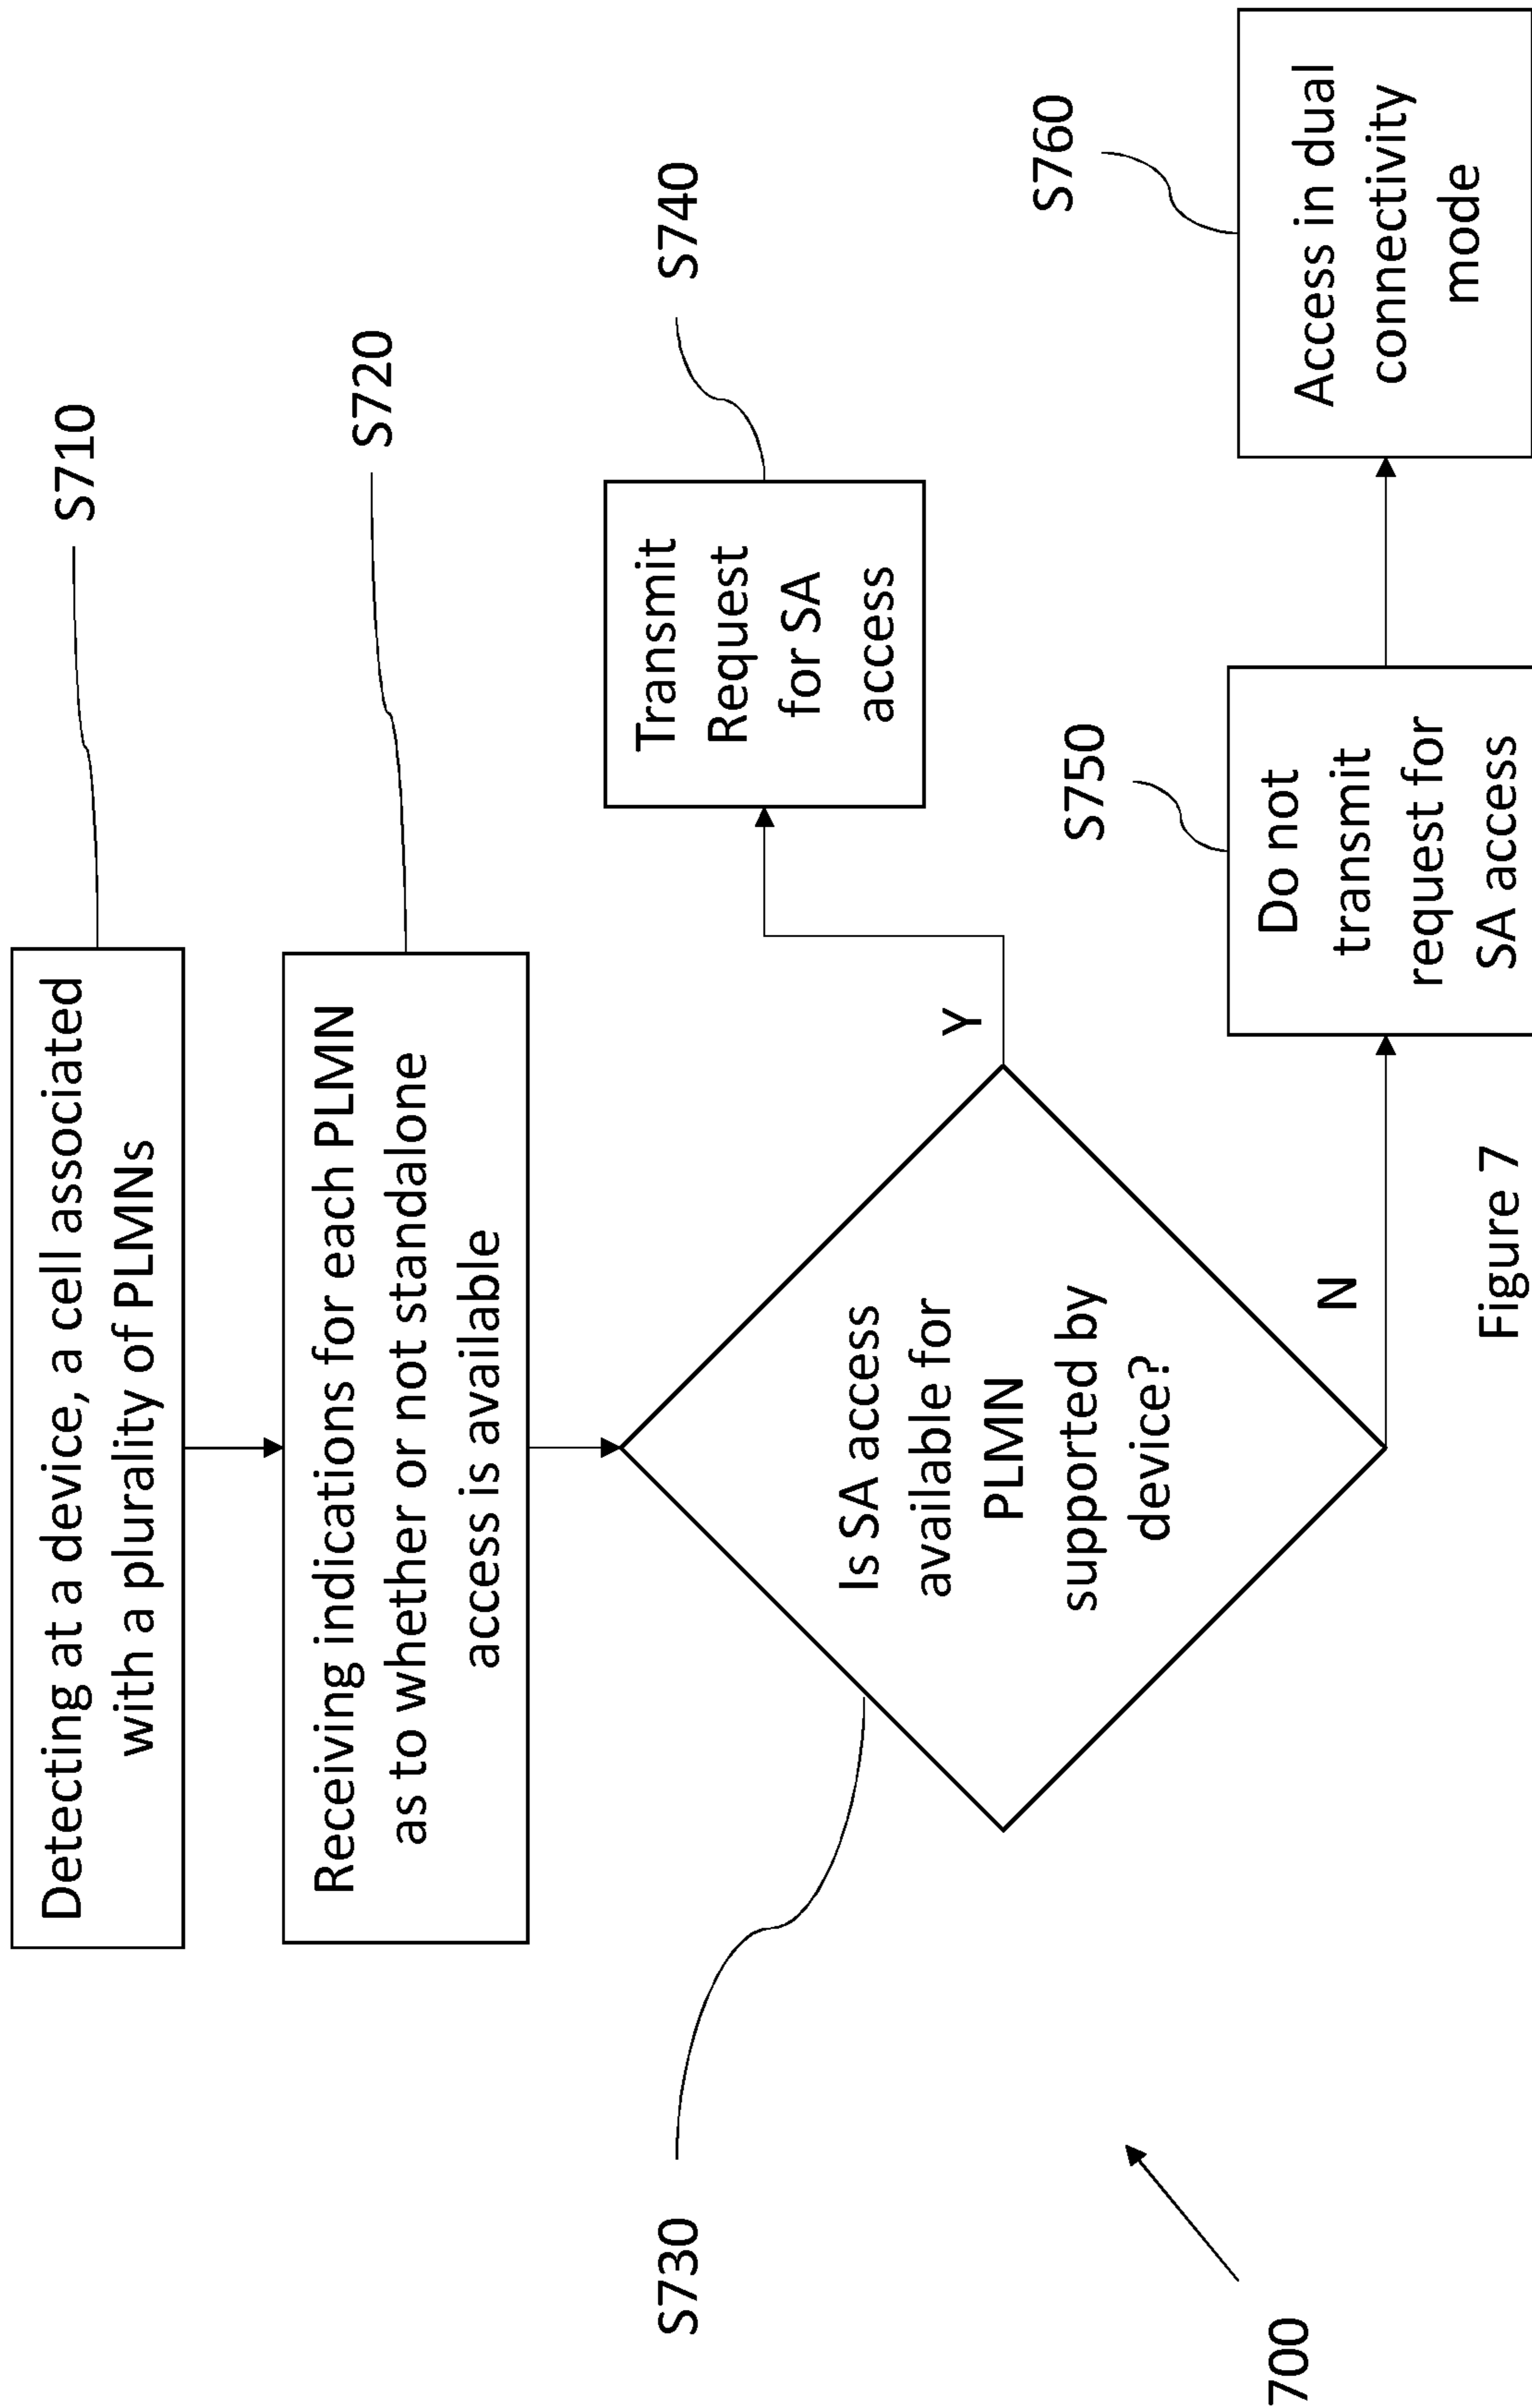 Detecting at a device, a cell associated
with a plurality of PLMNs
S710
Receiving indications for each PLMN
as to whether or not standalone
access is available
S720
S730
Is SA access
available for
PLMN
supported by
device?
Y
Transmit
Request
for SA
access
S740
N
Do not
transmit
request for
SA access
S750
Access in dual
connectivity
mode
S760
700
Figure 7